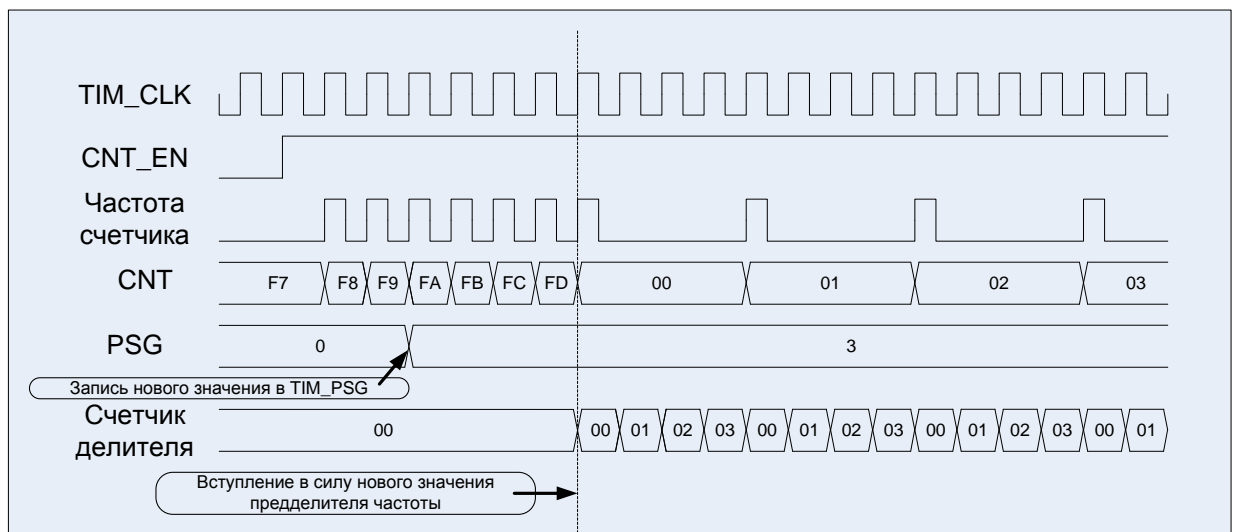 TIM_CLK
CNT_EN
Частота
счетчика
CNT
F7 F8 F9 FA FB FC FD 00 01 02 03
PSG
0 3
Запись нового значения в TIM_PSG
Счетчик
делителя
00 00 01 02 03 00 01 02 03 00 01 02 03 00 01
Вступление в силу нового значения
предделителя частоты